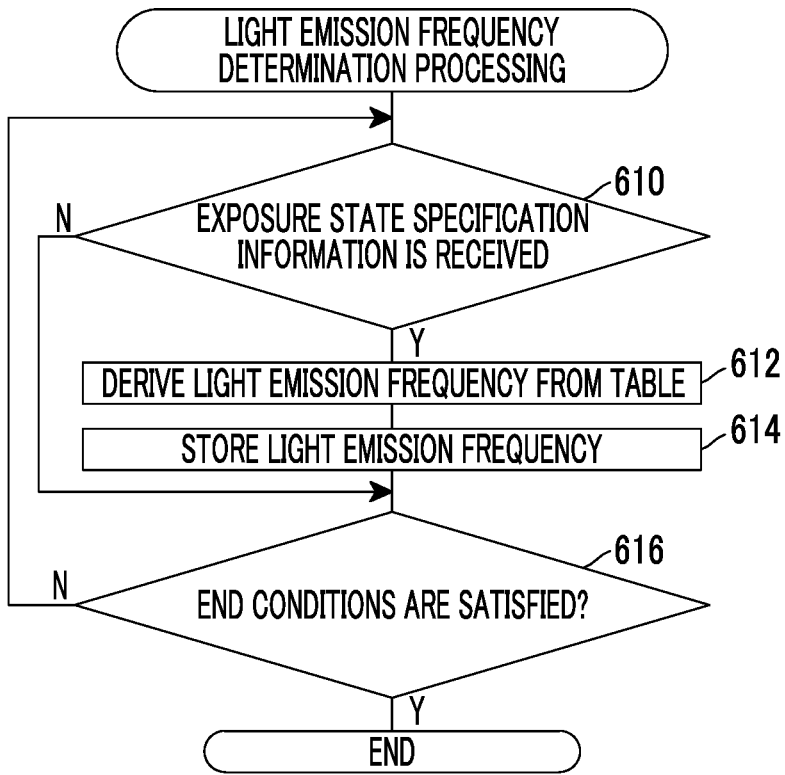 LIGHT EMISSION FREQUENCY
DETERMINATION PROCESSING
610
N
EXPOSURE STATE SPECIFICATION
INFORMATION IS RECEIVED
Y
612
DERIVE LIGHT EMISSION FREQUENCY FROM TABLE
614
STORE LIGHT EMISSION FREQUENCY
616
N
END CONDITIONS ARE SATISFIED?
Y
END